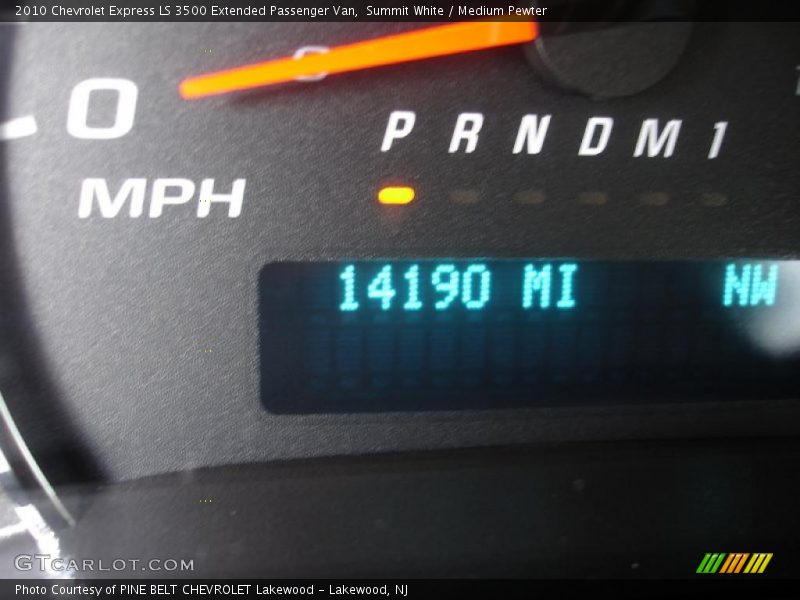 2010 Chevrolet Express LS 3500 Extended Passenger Van, Summit White / Medium Pewter
0
MPH
P R N D M 1
14190 MI NW
GTCARLOT.COM
Photo Courtesy of PINE BELT CHEVROLET Lakewood – Lakewood, NJ